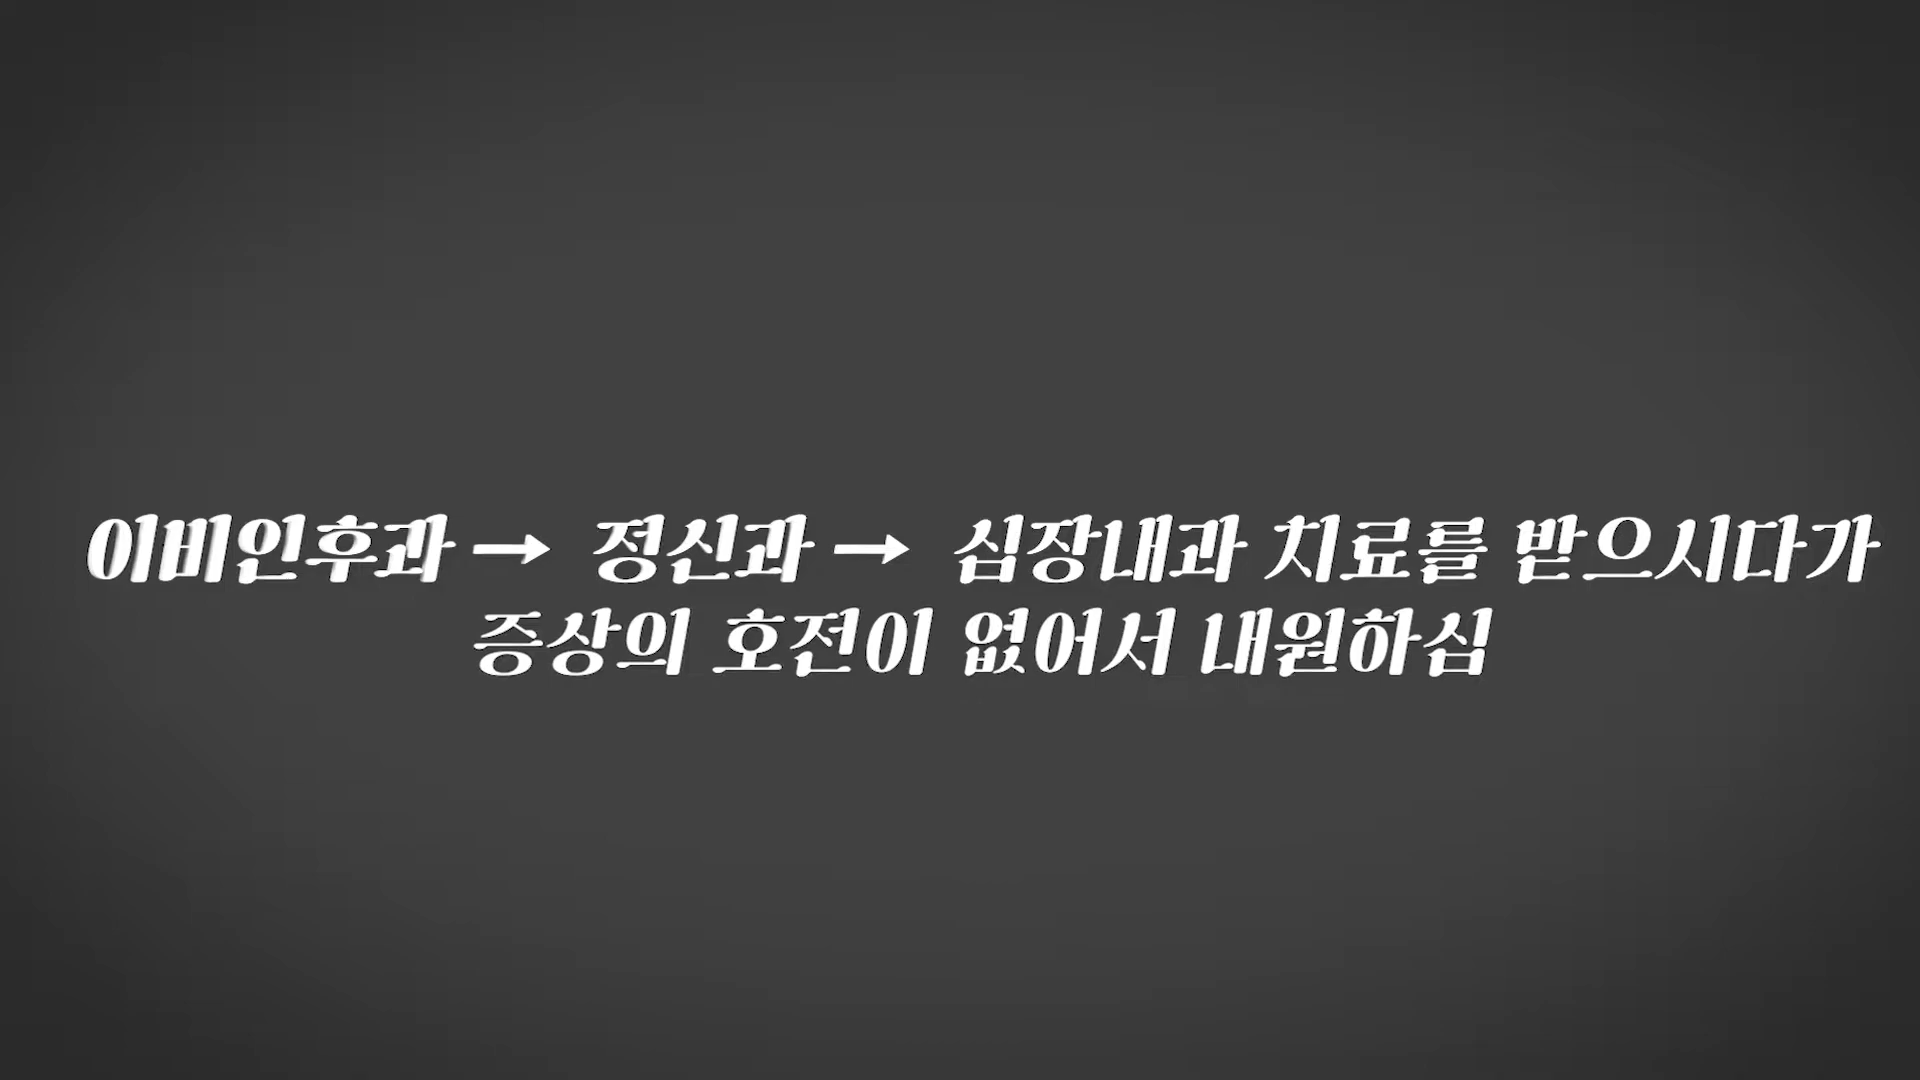 이비인후과 → 정신과 → 심장내과 치료를 받으시다가
증상의 호전이 없어서 내원하심